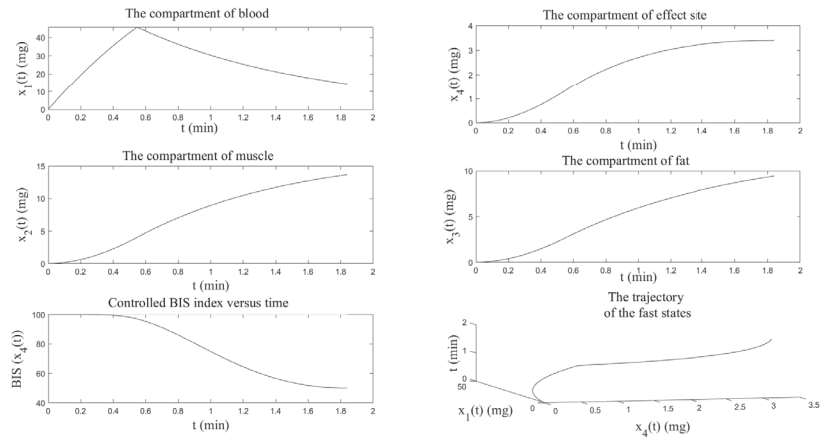 The compartment of blood
40
30
20
10
0
x1(t) (mg)
0 0.2 0.4 0.6 0.8 1 1.2 1.4 1.6 1.8 2
t (min)
The compartment of effect site
4
3
2
1
0
x4(t) (mg)
0 0.2 0.4 0.6 0.8 1 1.2 1.4 1.6 1.8 2
t (min)
The compartment of muscle
15
10
5
0
x2(t) (mg)
0 0.2 0.4 0.6 0.8 1 1.2 1.4 1.6 1.8 2
t (min)
The compartment of fat
10
5
0
x3(t) (mg)
0 0.2 0.4 0.6 0.8 1 1.2 1.4 1.6 1.8 2
t (min)
Controlled BIS index versus time
100
80
60
40
BIS (x4(t))
0 0.2 0.4 0.6 0.8 1 1.2 1.4 1.6 1.8 2
t (min)
The trajectory
of the fast states
2
1
0
t (min)
50
0
x1(t) (mg)
0 0.5 1 1.5 2 2.5 3 3.5
x4(t) (mg)